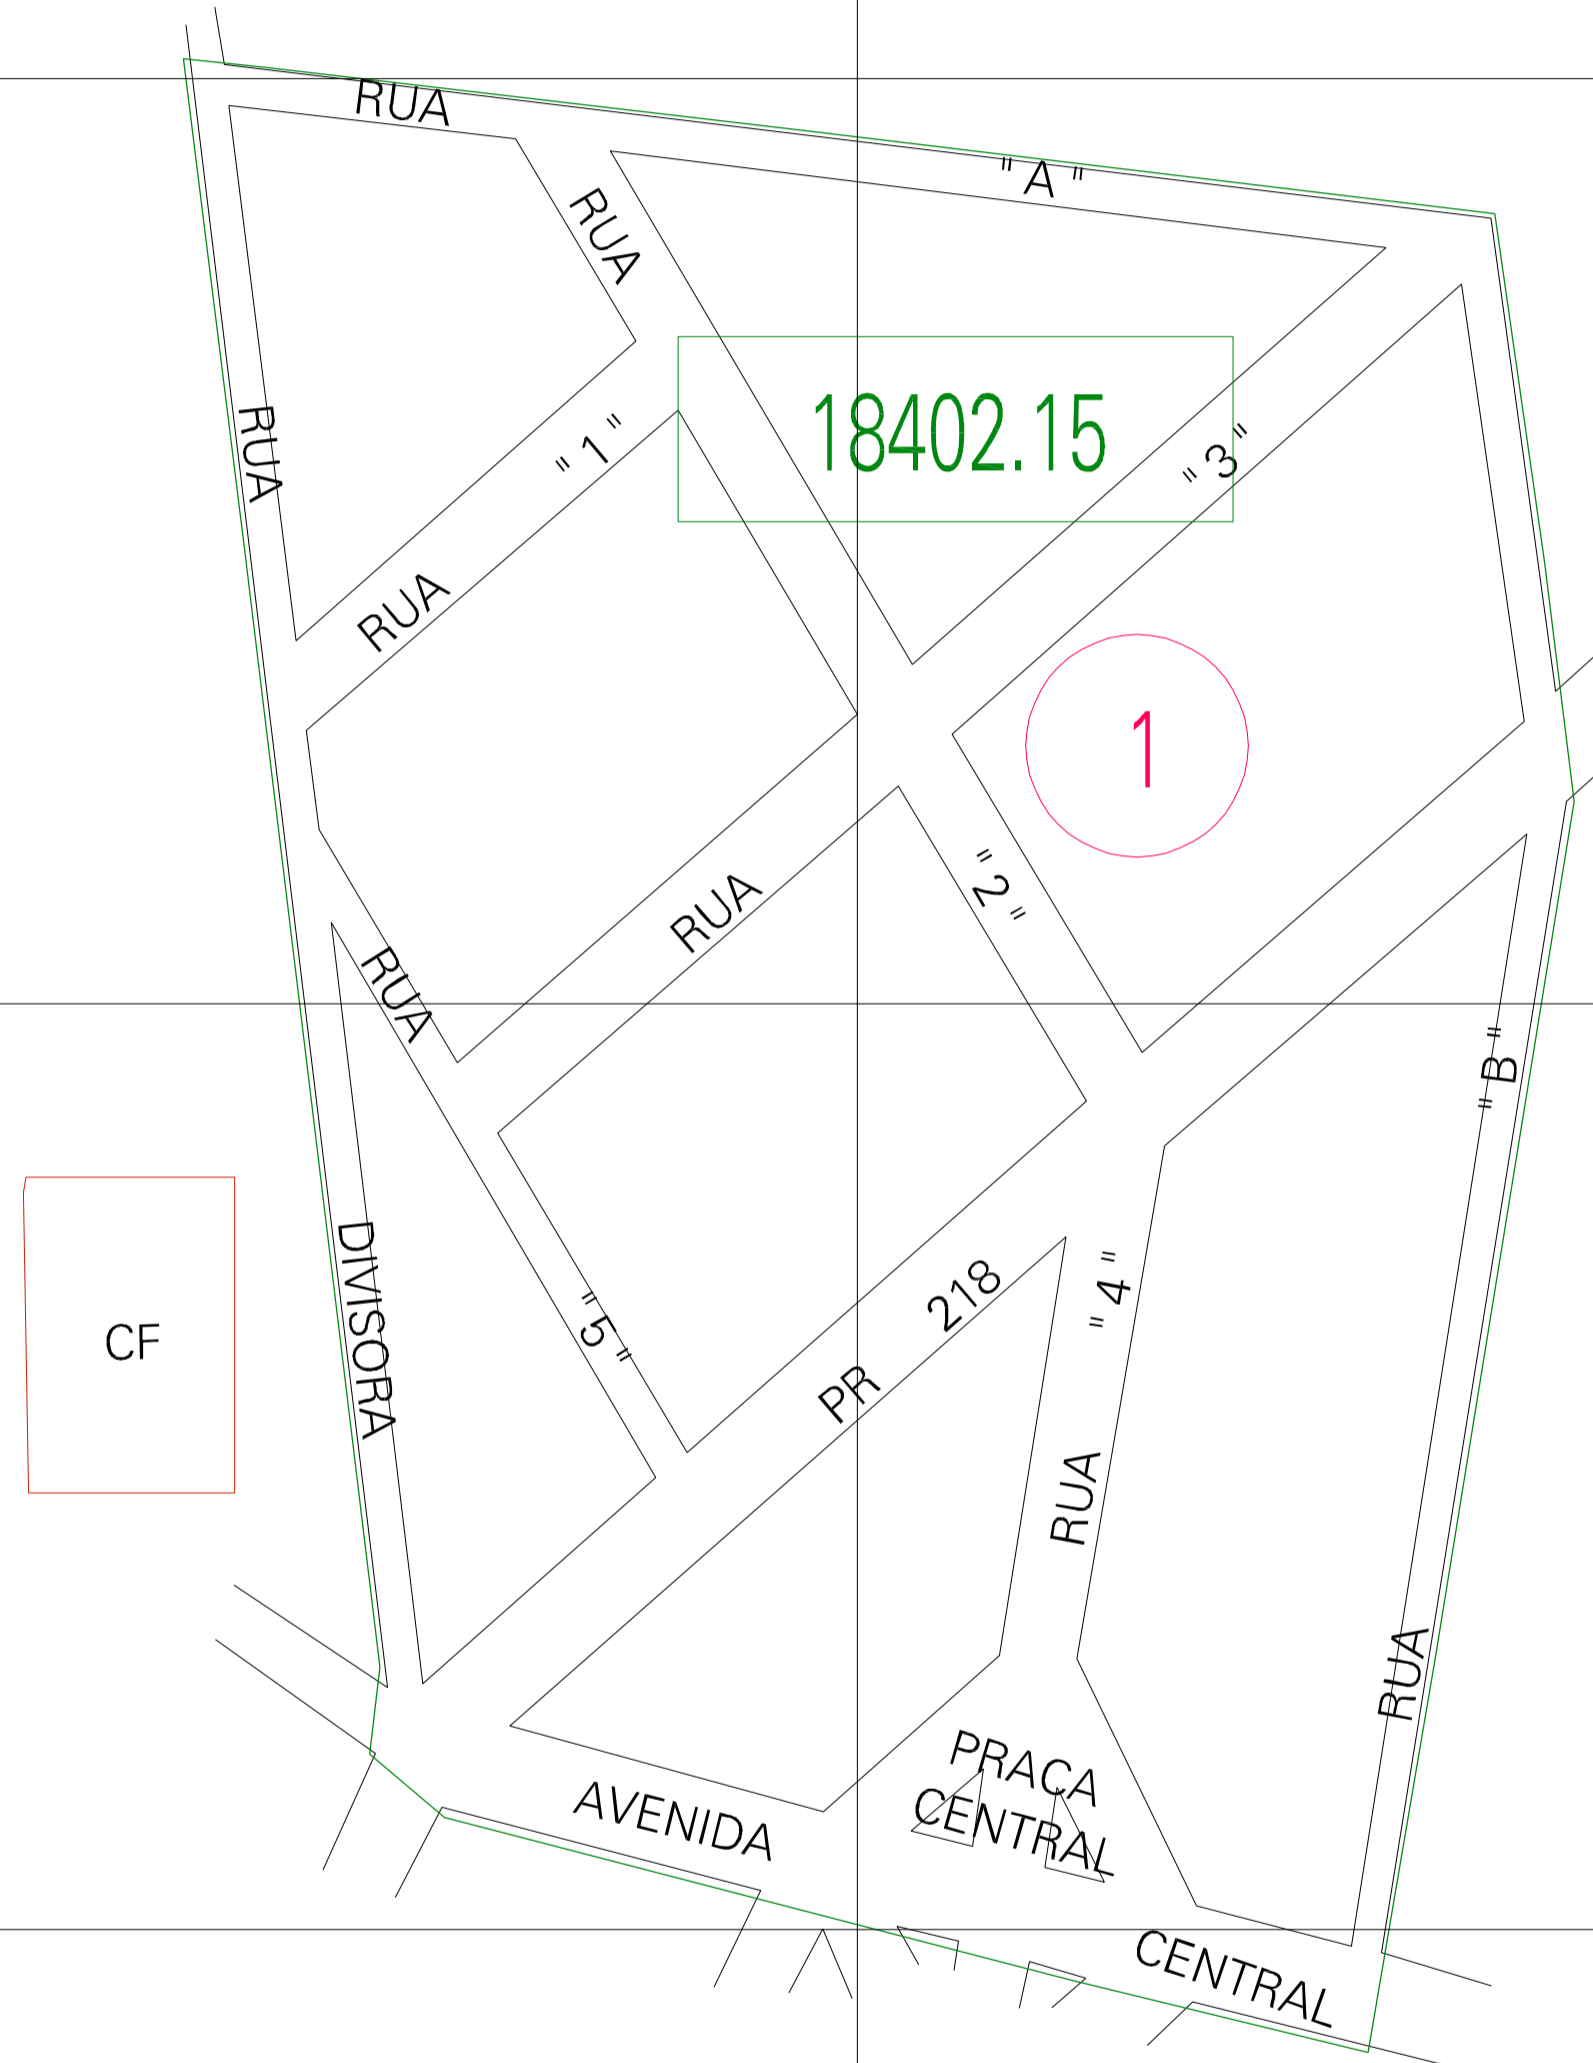 RUA " A "
RUA
RUA
18402.15
" 1 "
" 3 "
RUA
1
RUA
" 2 "
RUA
" B "
CF
DIVISORA
" 5 "
218
PR
" 4 "
RUA
RUA
PRACA
CENTRAL
AVENIDA
CENTRAL